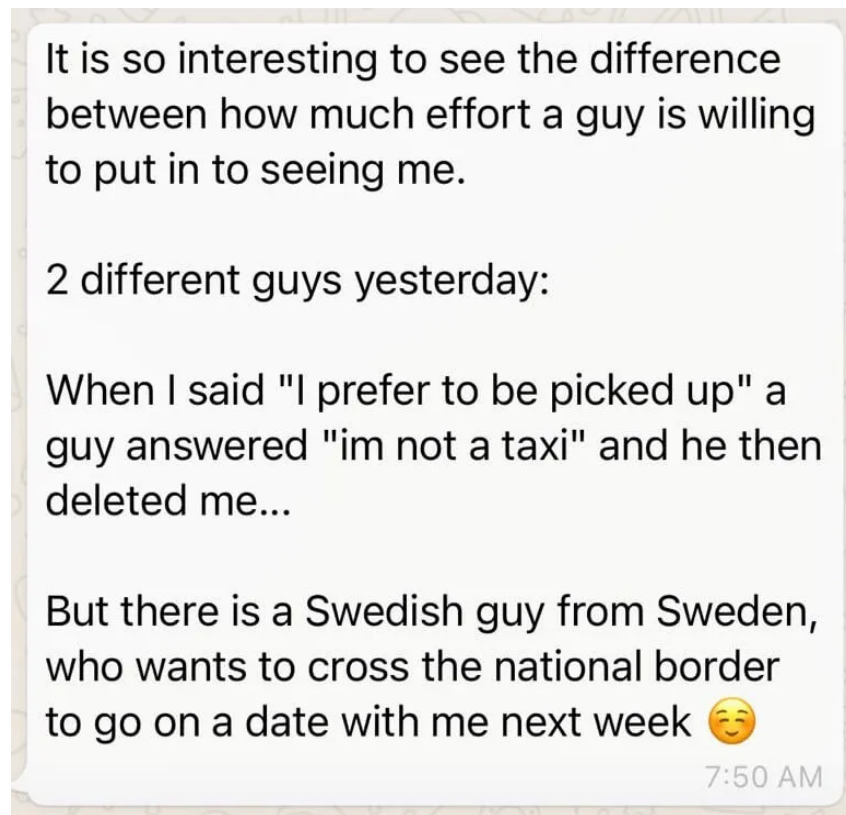 It is so interesting to see the difference
between how much effort a guy is willing
to put in to seeing me.
2 different guys yesterday:
When I said "I prefer to be picked up" a
guy answered "im not a taxi" and he then
deleted me...
But there is a Swedish guy from Sweden,
who wants to cross the national border
to go on a date with me next week ☺️
7:50 AM